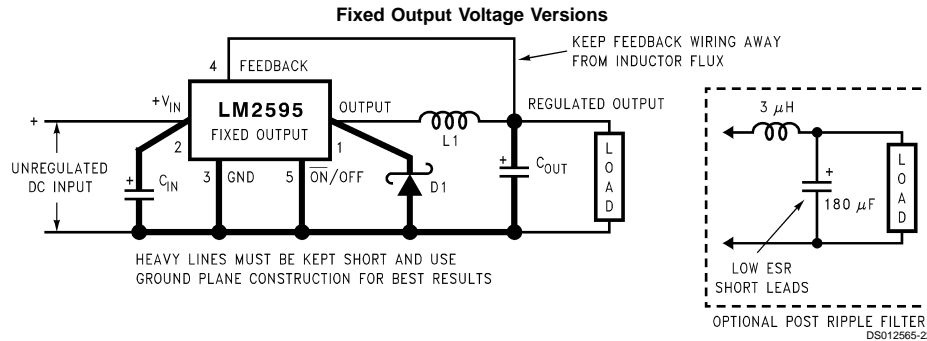 Fixed Output Voltage Versions
KEEP FEEDBACK WIRING AWAY
FROM INDUCTOR FLUX
4 FEEDBACK
+VIN
LM2595
FIXED OUTPUT
OUTPUT
REGULATED OUTPUT
+
2
1
L1
UNREGULATED
DC INPUT
+
CIN
3 GND
5 ON/OFF
D1
+
COUT
LOAD
HEAVY LINES MUST BE KEPT SHORT AND USE
GROUND PLANE CONSTRUCTION FOR BEST RESULTS
3 μH
+
180 μF
LOAD
LOW ESR
SHORT LEADS
OPTIONAL POST RIPPLE FILTER
DS012565-2